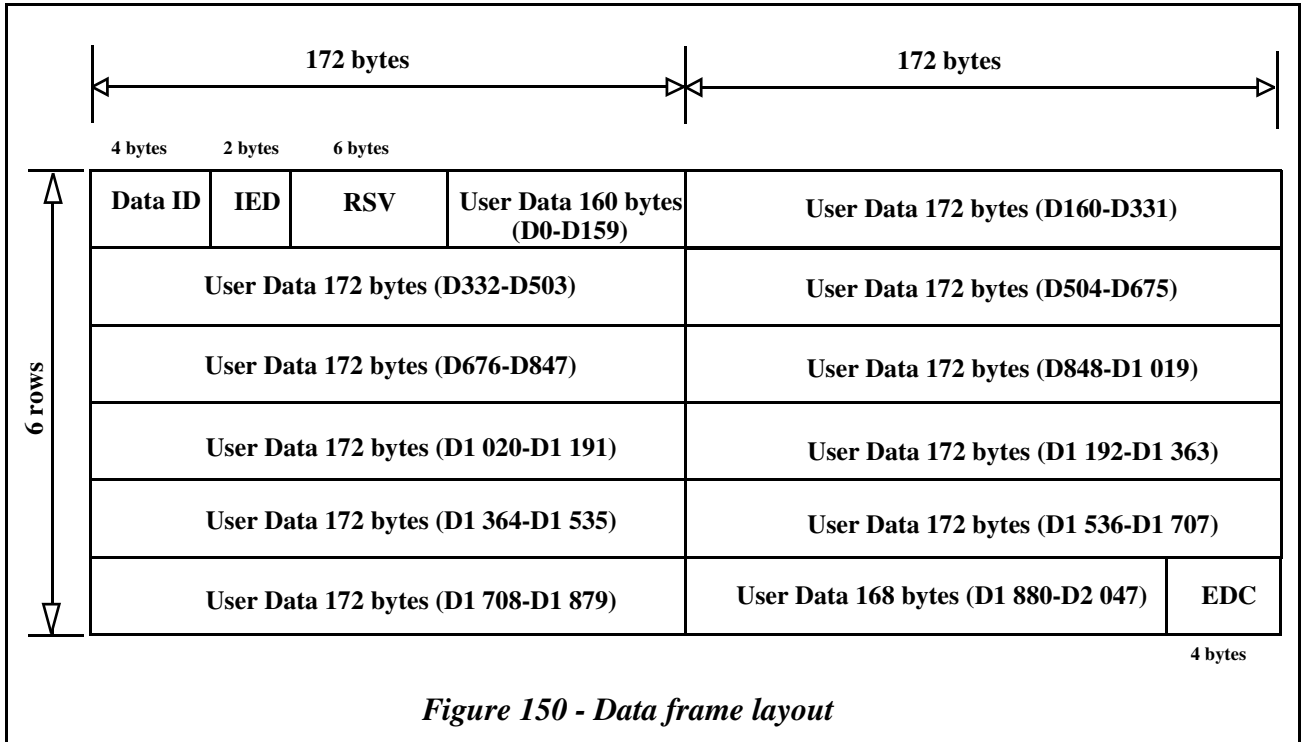 172 bytes
172 bytes
4 bytes
2 bytes
6 bytes
Data ID
IED
RSV
User Data 160 bytes
(D0-D159)
User Data 172 bytes (D160-D331)
User Data 172 bytes (D332-D503)
User Data 172 bytes (D504-D675)
6 rows
User Data 172 bytes (D676-D847)
User Data 172 bytes (D848-D1 019)
User Data 172 bytes (D1 020-D1 191)
User Data 172 bytes (D1 192-D1 363)
User Data 172 bytes (D1 364-D1 535)
User Data 172 bytes (D1 536-D1 707)
User Data 172 bytes (D1 708-D1 879)
User Data 168 bytes (D1 880-D2 047)
EDC
4 bytes
Figure 150 - Data frame layout